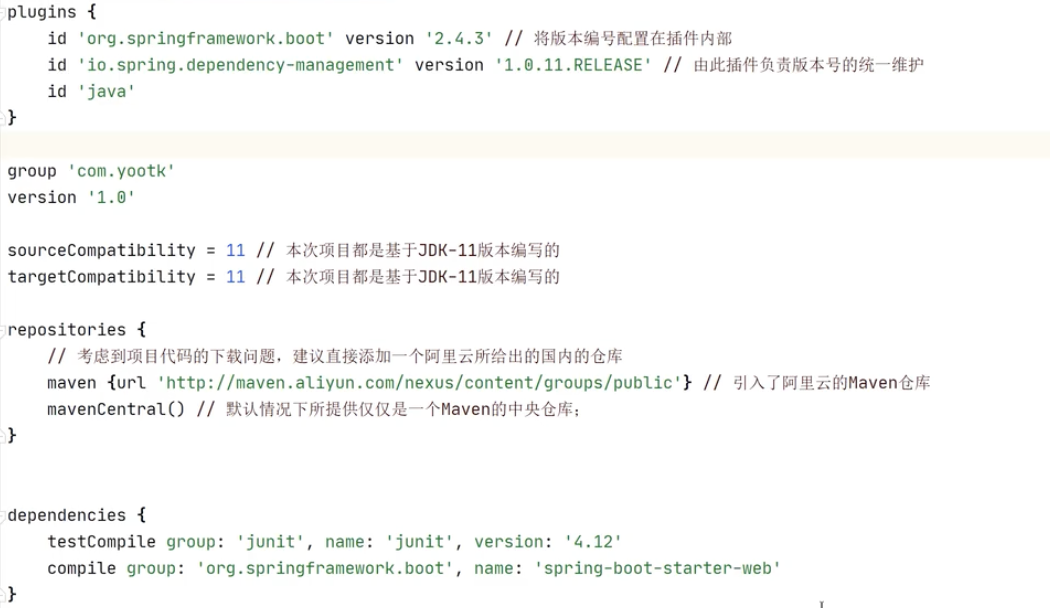 plugins {
    id 'org.springframework.boot' version '2.4.3' // 将版本编号配置在插件内部
    id 'io.spring.dependency-management' version '1.0.11.RELEASE' // 由此插件负责版本号的统一维护
    id 'java'
}
group 'com.yootk'
version '1.0'
sourceCompatibility = 11 // 本次项目都是基于JDK-11版本编写的
targetCompatibility = 11 // 本次项目都是基于JDK-11版本编写的
repositories {
    // 考虑到项目代码的下载问题，建议直接添加一个阿里云所给出的国内的仓库
    maven {url 'http://maven.aliyun.com/nexus/content/groups/public'} // 引入了阿里云的Maven仓库
    mavenCentral() // 默认情况下所提供仅仅是一个Maven的中央仓库；
}
dependencies {
    testCompile group: 'junit', name: 'junit', version: '4.12'
    compile group: 'org.springframework.boot', name: 'spring-boot-starter-web'
}